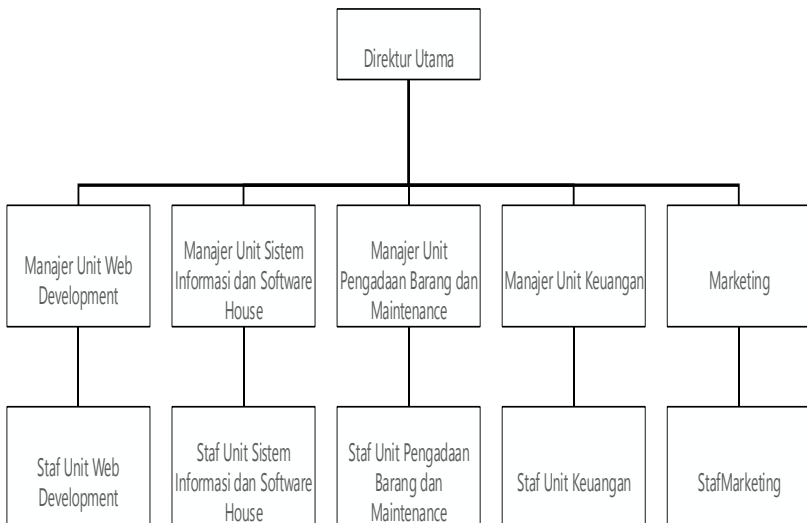 Direktur Utama
Manajer Unit Web
Development
Manajer Unit Sistem
Informasi dan Software
House
Manajer Unit
Pengadaan Barang dan
Maintenance
Manajer Unit Keuangan
Marketing
Staf Unit Web
Development
Staf Unit Sistem
Informasi dan Software
House
Staf Unit Pengadaan
Barang dan
Maintenance
Staf Unit Keuangan
StafMarketing